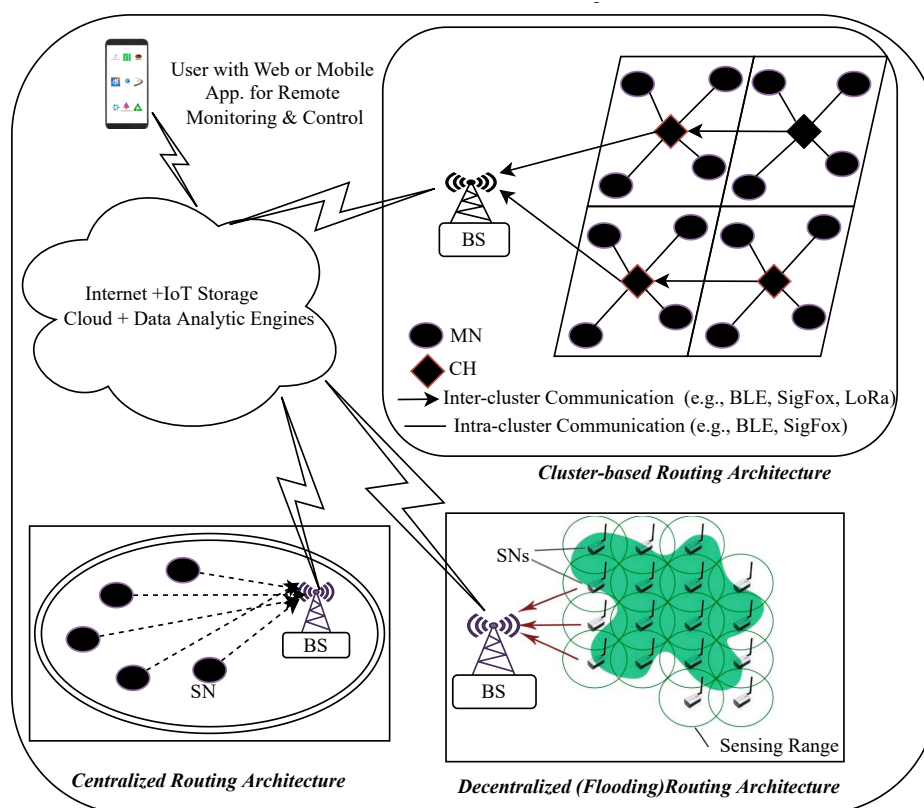 User with Web or Mobile
App. for Remote
Monitoring & Control
BS
Internet +IoT Storage
Cloud + Data Analytic Engines
MN
CH
Inter-cluster Communication (e.g., BLE, SigFox, LoRa)
Intra-cluster Communication (e.g., BLE, SigFox)
Cluster-based Routing Architecture
SNs
BS
SN
BS
Sensing Range
Centralized Routing Architecture
Decentralized (Flooding)Routing Architecture